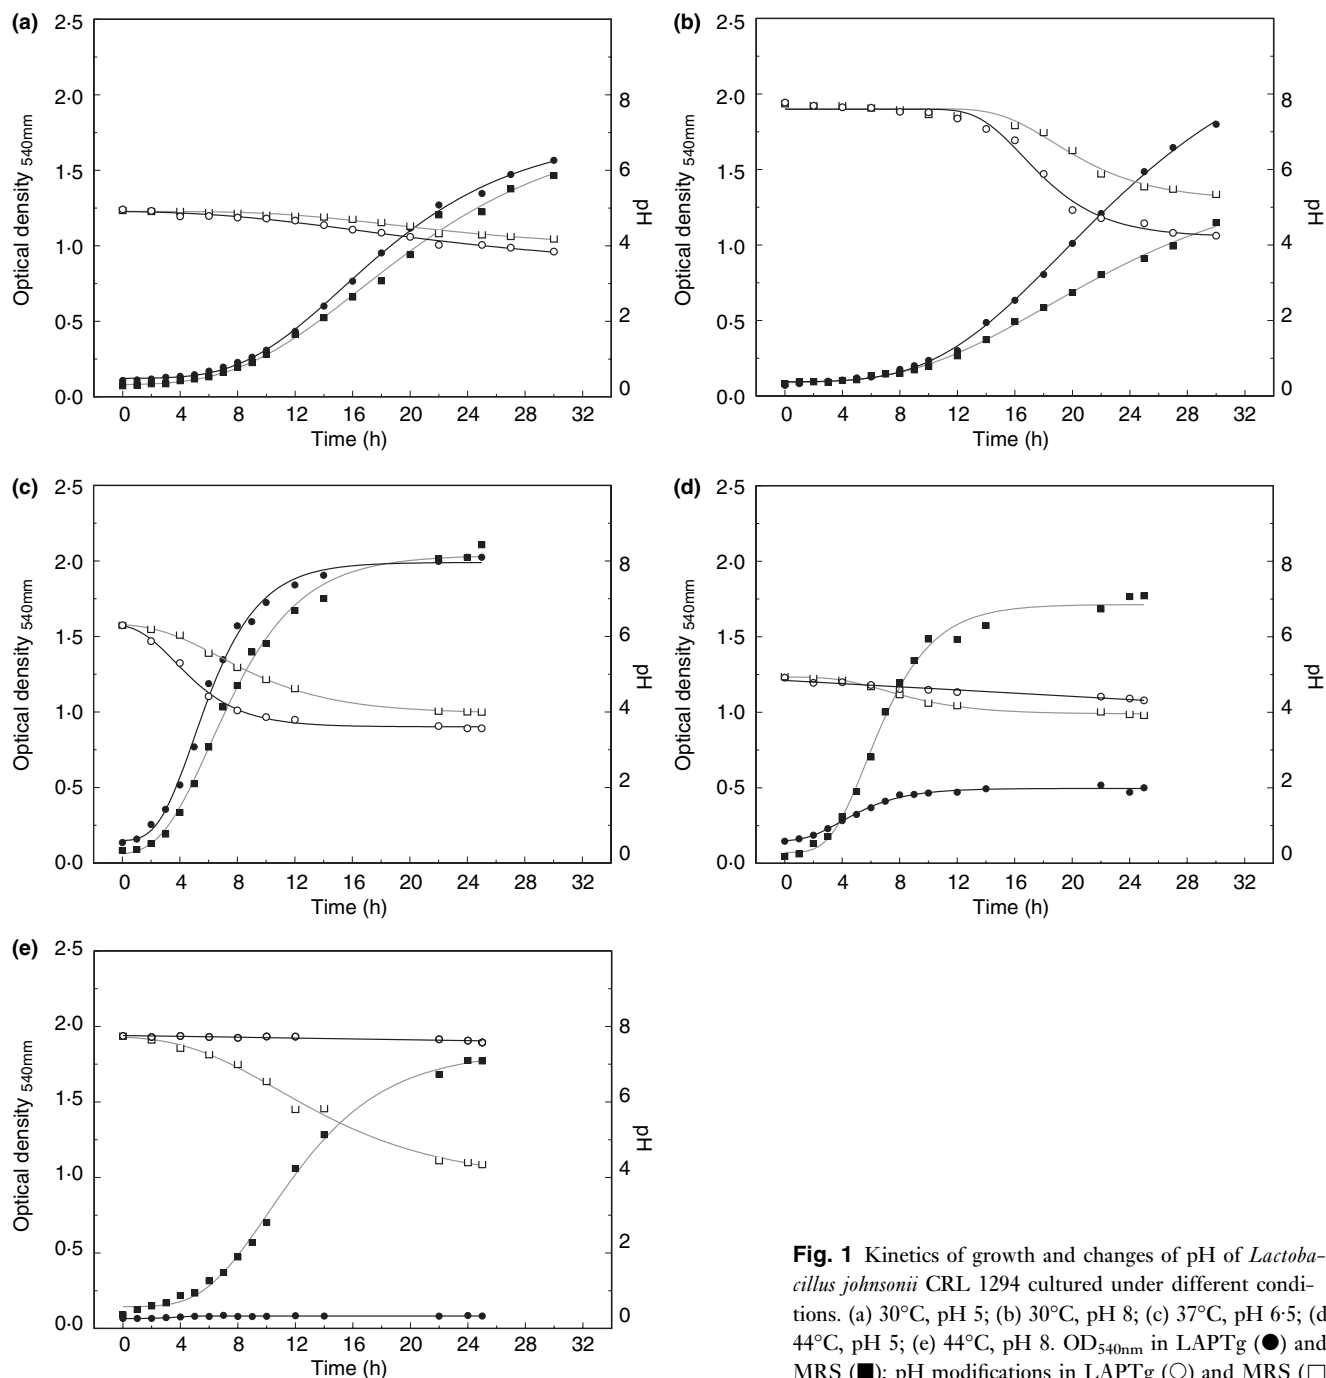 (a)
2·5
2·0
1·5
1·0
0·5
0·0
Optical density 540mm
8
6
4
2
0
pH
0 4 8 12 16 20 24 28 32
Time (h)
(b)
2·5
2·0
1·5
1·0
0·5
0·0
Optical density 540mm
8
6
4
2
0
pH
0 4 8 12 16 20 24 28 32
Time (h)
(c)
2·5
2·0
1·5
1·0
0·5
0·0
Optical density 540mm
8
6
4
2
0
pH
0 4 8 12 16 20 24 28 32
Time (h)
(d)
2·5
2·0
1·5
1·0
0·5
0·0
Optical density 540mm
8
6
4
2
0
pH
0 4 8 12 16 20 24 28 32
Time (h)
(e)
2·5
2·0
1·5
1·0
0·5
0·0
Optical density 540mm
8
6
4
2
0
pH
0 4 8 12 16 20 24 28 32
Time (h)
Fig. 1 Kinetics of growth and changes of pH of Lactoba-
cillus johnsonii CRL 1294 cultured under different condi-
tions. (a) 30°C, pH 5; (b) 30°C, pH 8; (c) 37°C, pH 6·5; (d
44°C, pH 5; (e) 44°C, pH 8. OD540nm in LAPTg (●) and
MRS (■); pH modifications in LAPTg (○) and MRS (□